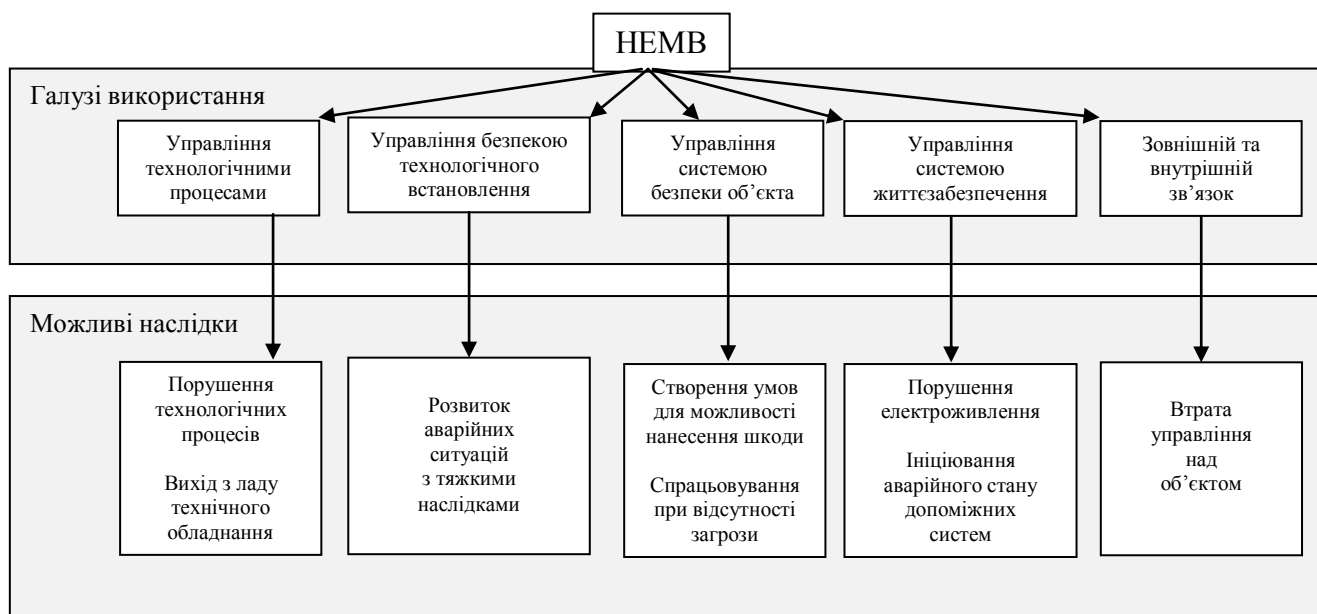 НЕМВ
Галузі використання
Управління
технологічними
процесами
Управління безпекою
технологічного
встановлення
Управління
системою
безпеки об’єкта
Управління
системою
життєзабезпечення
Зовнішній та
внутрішній
зв’язок
Можливі наслідки
Порушення
технологічних
процесів
Вихід з ладу
технічного
обладнання
Розвиток
аварійних
ситуацій
з тяжкими
наслідками
Створення умов
для можливості
нанесення шкоди
Спрацьовування
при відсутності
загрози
Порушення
електроживлення
Ініціювання
аварійного стану
допоміжних
систем
Втрата
управління
над
об’єктом